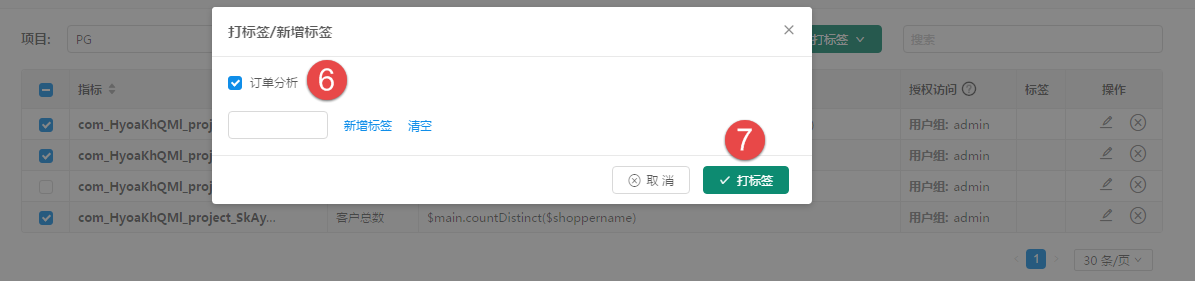 打标签/新增标签
项目: PG
打标签
搜索
订单分析 6
指标
授权访问
标签
操作
新增标签 清空
com_HyoaKhQMl_proj
用户组: admin
com_HyoaKhQMl_proj
用户组: admin
7
取 消
打标签
com_HyoaKhQMl_proj
用户组: admin
com_HyoaKhQMl_project_SkAy...
客户总数
$main.countDistinct($shoppername)
用户组: admin
1
30 条/页